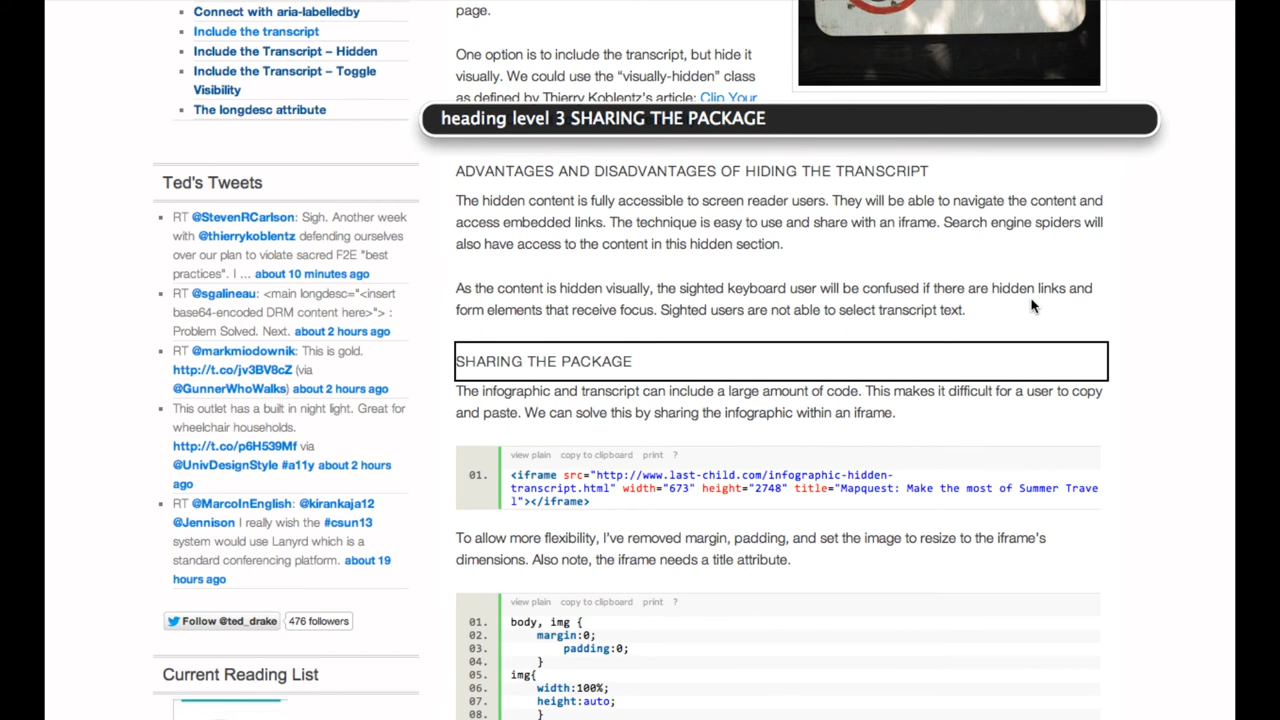 Connect with aria-labelledby
Include the transcript
Include the Transcript – Hidden
Include the Transcript – Toggle
Visibility
The longdesc attribute
Ted's Tweets
RT @StevenRCarlson: Sigh. Another week
with @thierrykoblentz defending ourselves
over our plan to violate sacred F2E "best
practices". I ... about 10 minutes ago
RT @sgalineau: <main longdesc="<insert
base64-encoded DRM content here>"> :
Problem Solved. Next. about 2 hours ago
RT @markmiodownik: This is gold.
http://t.co/jv3BV8cZ (via
@GunnerWhoWalks) about 2 hours ago
This outlet has a built in night light. Great for
wheelchair households.
http://t.co/p6H539Mf via
@UnivDesignStyle #a11y about 2 hours
ago
RT @MarcoInEnglish: @kirankaja12
@Jennison I really wish the #csun13
system would use Lanyrd which is a
standard conferencing platform. about 19
hours ago
Follow @ted_drake 476 followers
Current Reading List
page.
One option is to include the transcript, but hide it
visually. We could use the “visually-hidden” class
as defined by Thierry Koblentz’s article: Clip Your
heading level 3 SHARING THE PACKAGE
ADVANTAGES AND DISADVANTAGES OF HIDING THE TRANSCRIPT
The hidden content is fully accessible to screen reader users. They will be able to navigate the content and
access embedded links. The technique is easy to use and share with an iframe. Search engine spiders will
also have access to the content in this hidden section.
As the content is hidden visually, the sighted keyboard user will be confused if there are hidden links and
form elements that receive focus. Sighted users are not able to select transcript text.
SHARING THE PACKAGE
The infographic and transcript can include a large amount of code. This makes it difficult for a user to copy
and paste. We can solve this by sharing the infographic within an iframe.
view plain copy to clipboard print ?
01. <iframe src="http://www.last-child.com/infographic-hidden-
transcript.html" width="673" height="2748" title="Mapquest: Make the most of Summer Trave
l"></iframe>
To allow more flexibility, I’ve removed margin, padding, and set the image to resize to the iframe’s
dimensions. Also note, the iframe needs a title attribute.
view plain copy to clipboard print ?
01. body, img {
02. margin:0;
03. padding:0;
04. }
05. img{
06. width:100%;
07. height:auto;
08. }